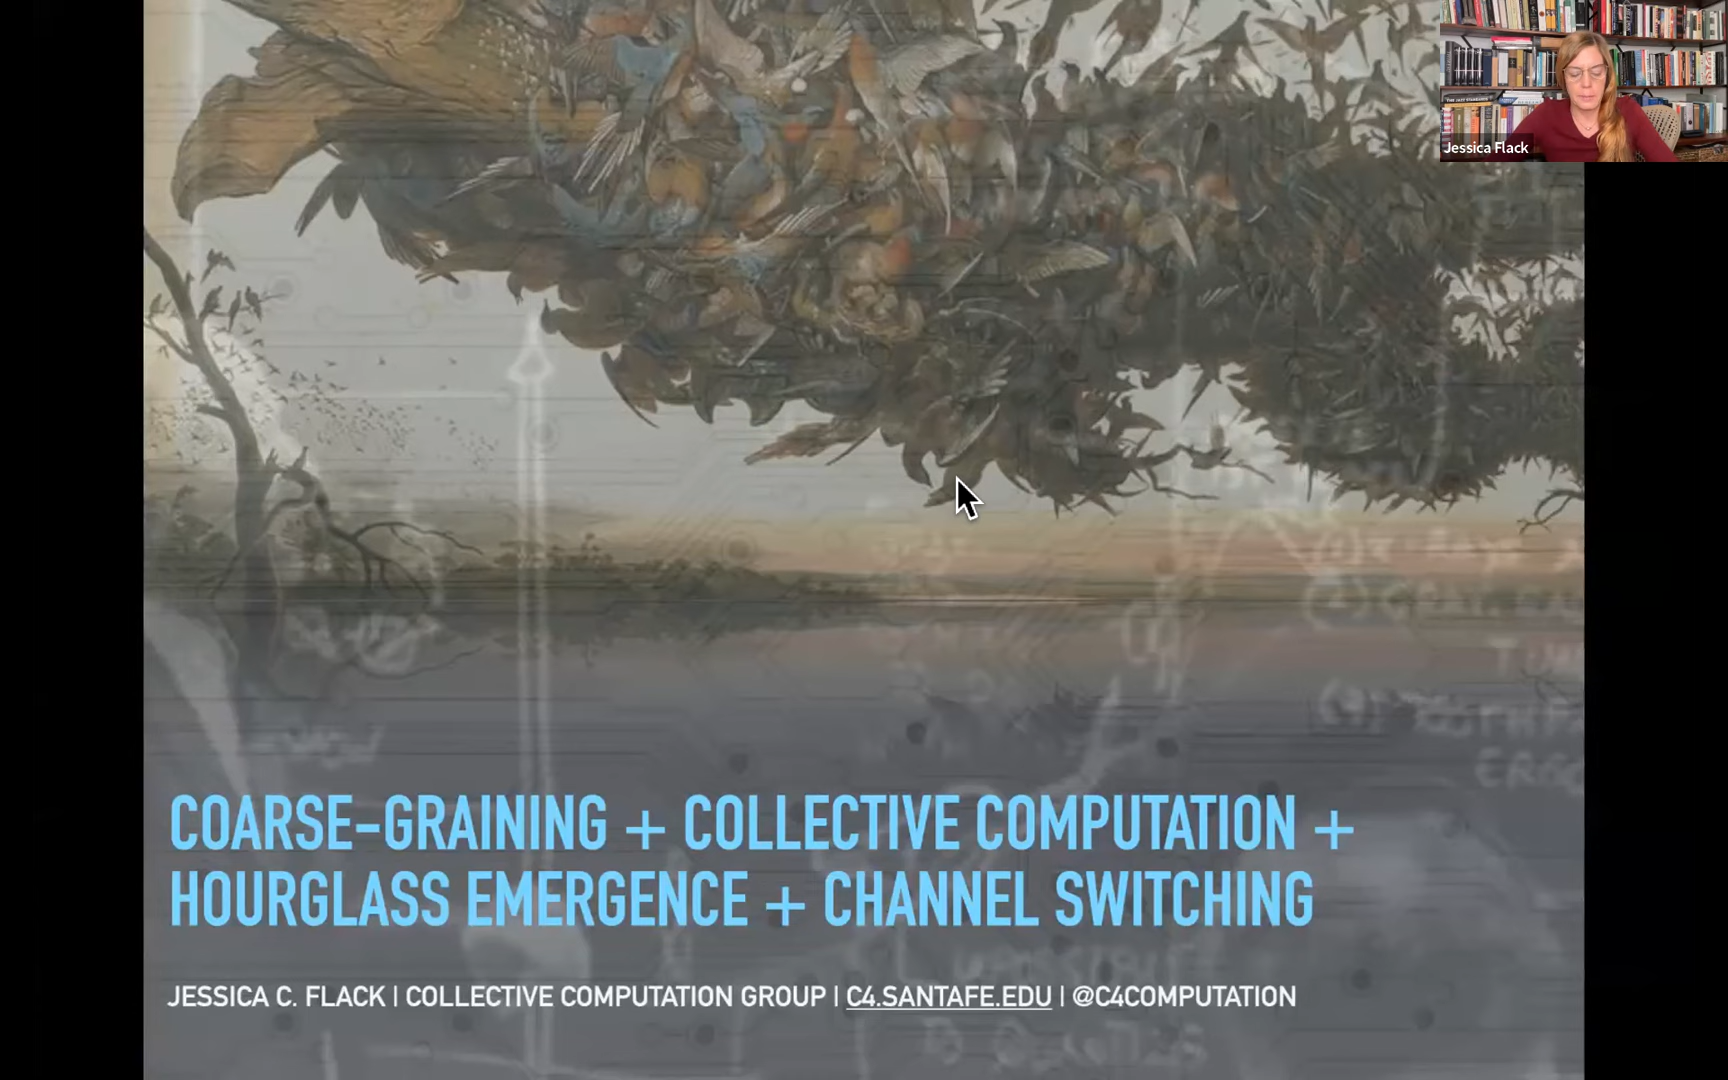 Jessica Flack
COARSE-GRAINING + COLLECTIVE COMPUTATION +
HOURGLASS EMERGENCE + CHANNEL SWITCHING
JESSICA C. FLACK | COLLECTIVE COMPUTATION GROUP | C4.SANTAFE.EDU | @C4COMPUTATION